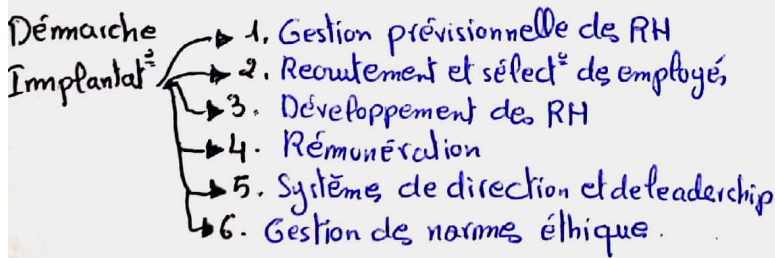 Démarche
Implantat°
1. Gestion prévisionnelle des RH
2. Recrutement et sélect° des employés
3. Développement des RH
4. Rémunération
5. Système de direction et de leadership
6. Gestion des normes éthique.